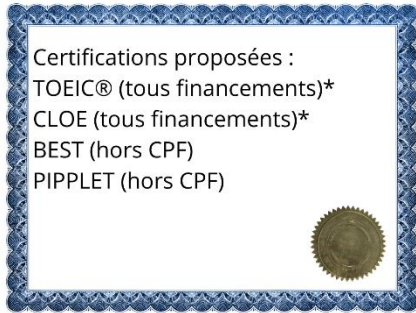 Certifications proposées :
TOEIC® (tous financements)*
CLOE (tous financements)*
BEST (hors CPF)
PIPPLET (hors CPF)